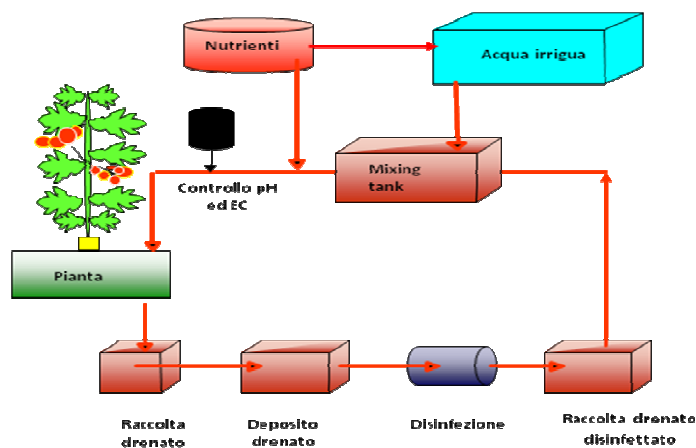 Nutrienti
Acqua irrigua
Mixing
tank
Controllo pH
ed EC
Pianta
Raccolta
drenato
Deposito
drenato
Disinfezione
Raccolta drenato
disinfettato